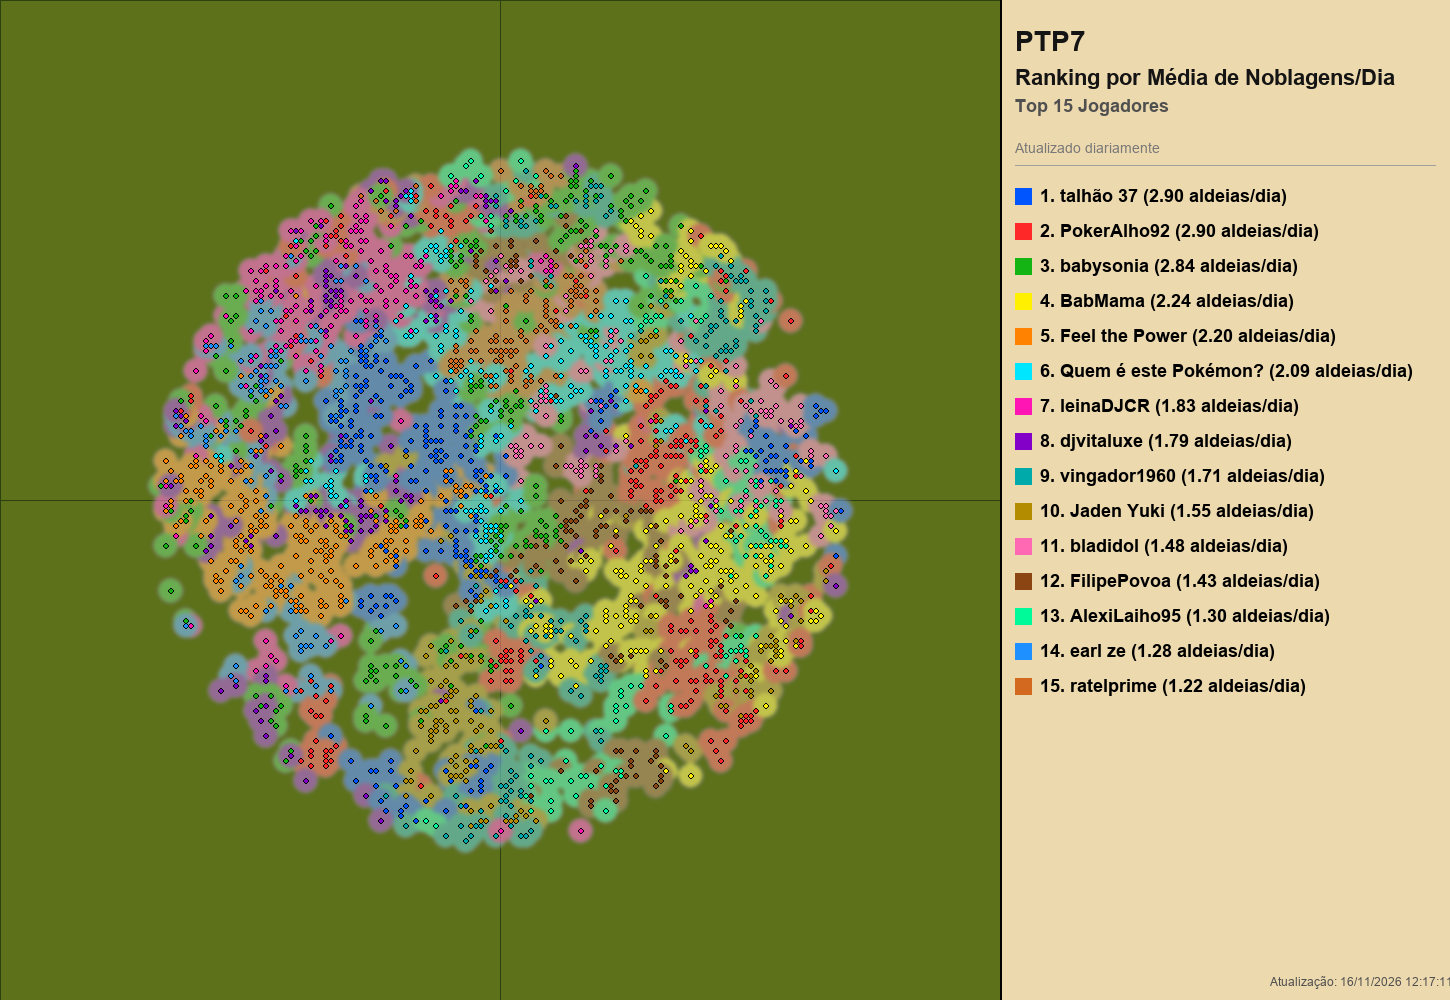 PTP7
Ranking por Média de Noblagens/Dia
Top 15 Jogadores
Atualizado diariamente
1. talhão 37 (2.90 aldeias/dia)
2. PokerAlho92 (2.90 aldeias/dia)
3. babysonia (2.84 aldeias/dia)
4. BabMama (2.24 aldeias/dia)
5. Feel the Power (2.20 aldeias/dia)
6. Quem é este Pokémon? (2.09 aldeias/dia)
7. leinaDJCR (1.83 aldeias/dia)
8. djvitaluxe (1.79 aldeias/dia)
9. vingador1960 (1.71 aldeias/dia)
10. Jaden Yuki (1.55 aldeias/dia)
11. bladidol (1.48 aldeias/dia)
12. FilipePovoa (1.43 aldeias/dia)
13. AlexiLaiho95 (1.30 aldeias/dia)
14. earl ze (1.28 aldeias/dia)
15. ratelprime (1.22 aldeias/dia)
Atualização: 16/11/2026 12:17:11